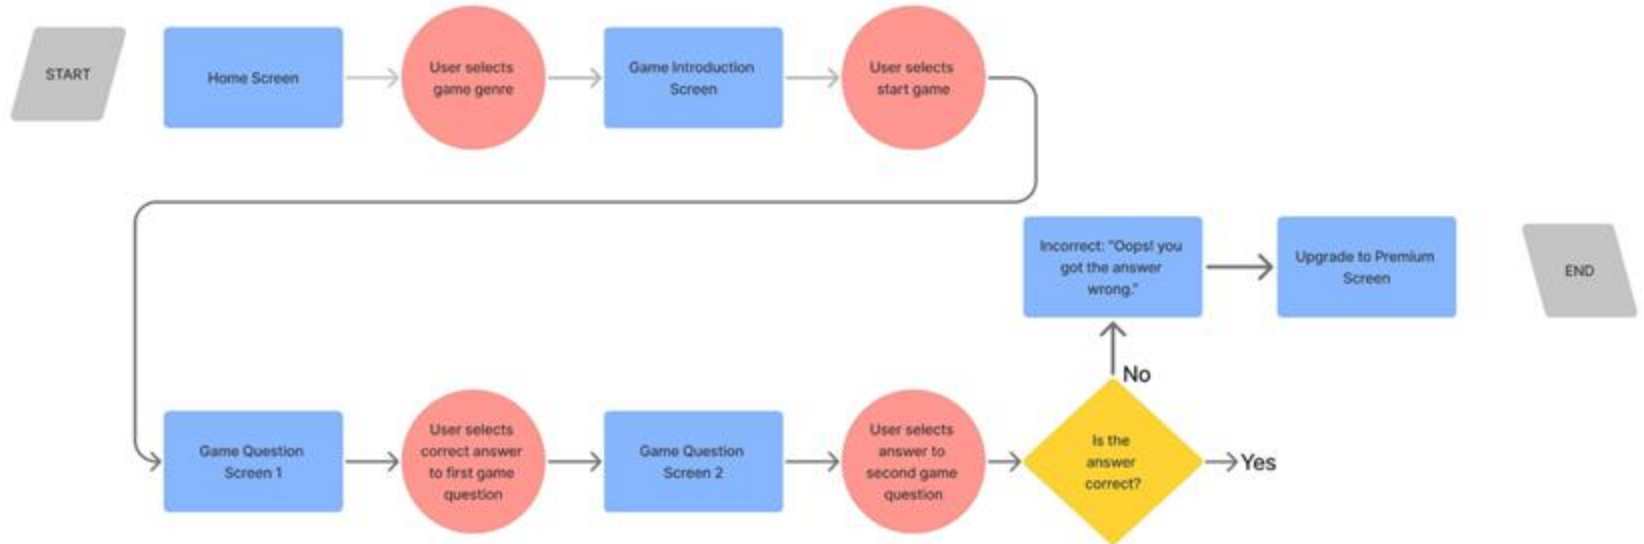 START
Home Screen
User selects
game genre
Game Introduction
Screen
User selects
start game
Incorrect: "Oops! you
got the answer
wrong."
Upgrade to Premium
Screen
END
No
Game Question
Screen 1
User selects
correct answer
to first game
question
Game Question
Screen 2
User selects
answer to
second game
question
Is the
answer
correct?
Yes